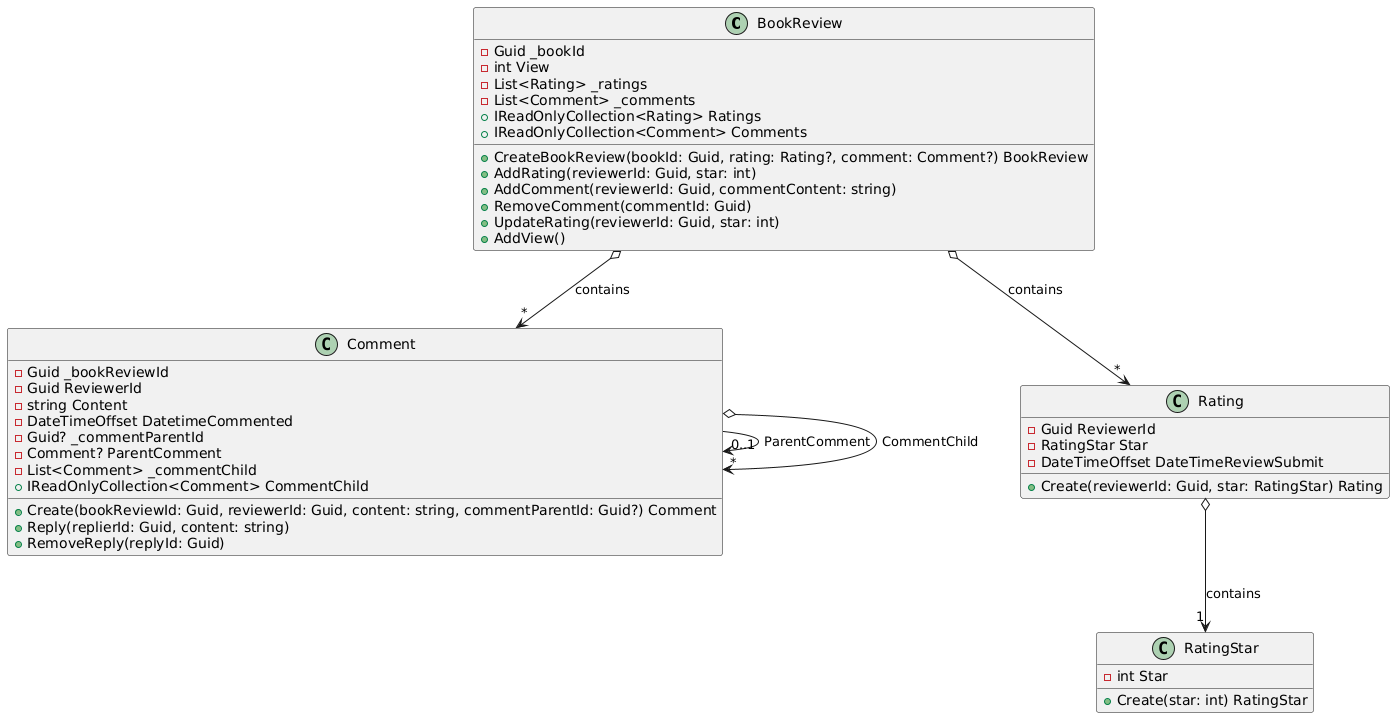 BookReview
Guid _bookId
int View
List<Rating> _ratings
List<Comment> _comments
IReadOnlyCollection<Rating> Ratings
IReadOnlyCollection<Comment> Comments
CreateBookReview(bookId: Guid, rating: Rating?, comment: Comment?) BookReview
AddRating(reviewerId: Guid, star: int)
AddComment(reviewerId: Guid, commentContent: string)
RemoveComment(commentId: Guid)
UpdateRating(reviewerId: Guid, star: int)
AddView()
contains
*
contains
*
Comment
Guid _bookReviewId
Guid ReviewerId
string Content
DateTimeOffset DatetimeCommented
Guid? _commentParentId
Comment? ParentComment
List<Comment> _commentChild
IReadOnlyCollection<Comment> CommentChild
Create(bookReviewId: Guid, reviewerId: Guid, content: string, commentParentId: Guid?) Comment
Reply(replierId: Guid, content: string)
RemoveReply(replyId: Guid)
0..1
ParentComment
CommentChild
*
Rating
Guid ReviewerId
RatingStar Star
DateTimeOffset DateTimeReviewSubmit
Create(reviewerId: Guid, star: RatingStar) Rating
contains
1
RatingStar
int Star
Create(star: int) RatingStar